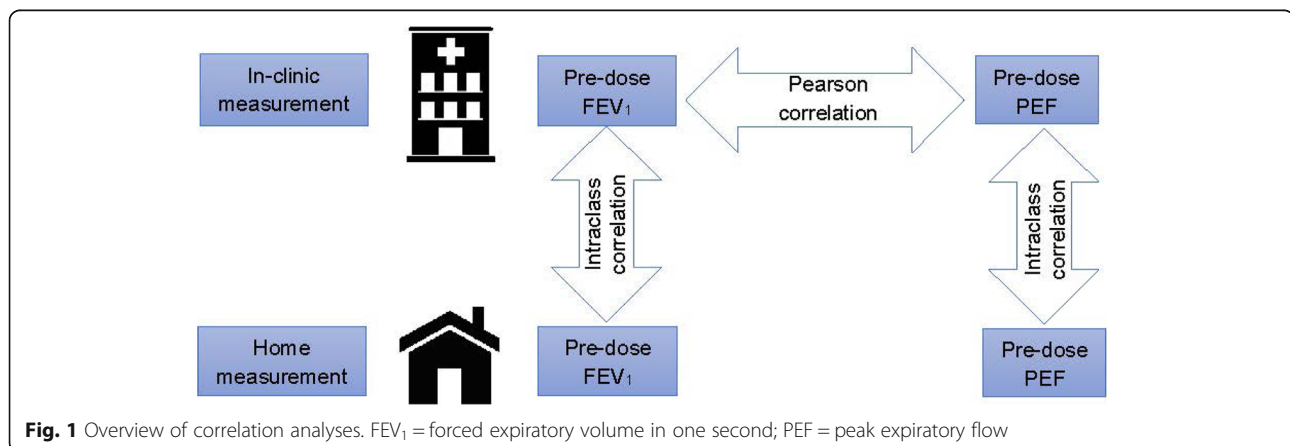 In-clinic
measurement
Pre-dose
FEV₁
Pearson
correlation
Pre-dose
PEF
Intraclass
correlation
Intraclass
correlation
Home
measurement
Pre-dose
FEV₁
Pre-dose
PEF
Fig. 1 Overview of correlation analyses. FEV₁ = forced expiratory volume in one second; PEF = peak expiratory flow